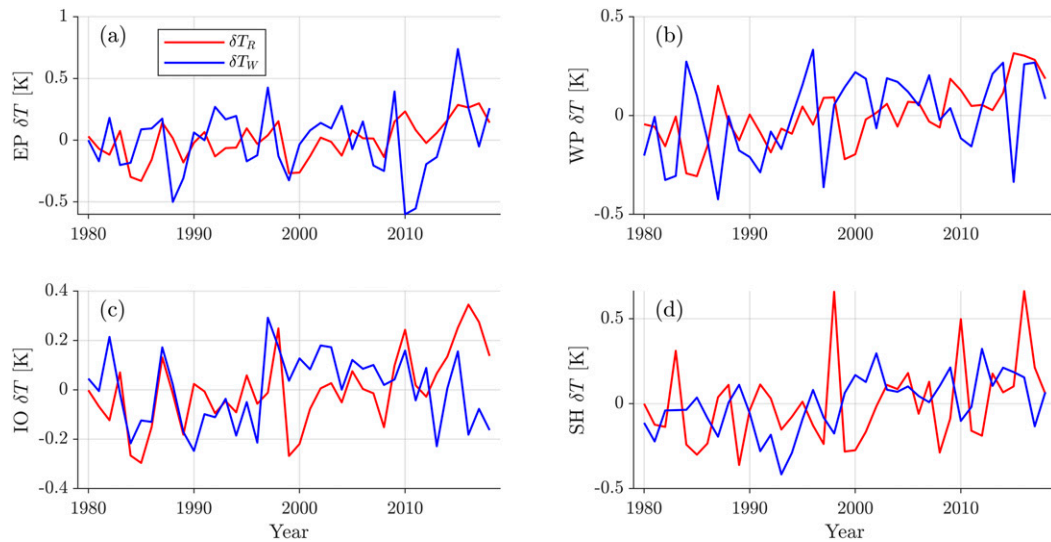 (a)
δT_R
δT_W
EP δT [K]
1
0.5
0
-0.5
1980
1990
2000
2010
(b)
WP δT [K]
0.5
0
-0.5
1980
1990
2000
2010
(c)
IO δT [K]
0.4
0.2
0
-0.2
-0.4
1980
1990
2000
2010
Year
(d)
SH δT [K]
0.5
0
-0.5
1980
1990
2000
2010
Year